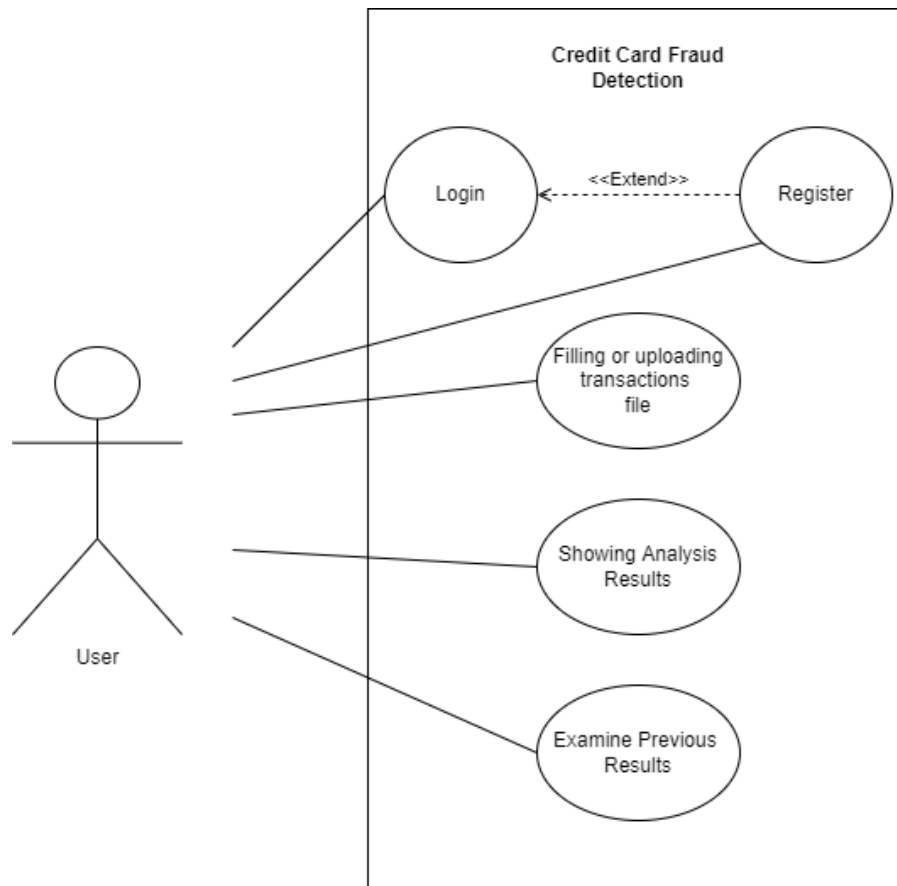 Credit Card Fraud
Detection
Login
<<Extend>>
Register
Filling or uploading
transactions
file
Showing Analysis
Results
User
Examine Previous
Results